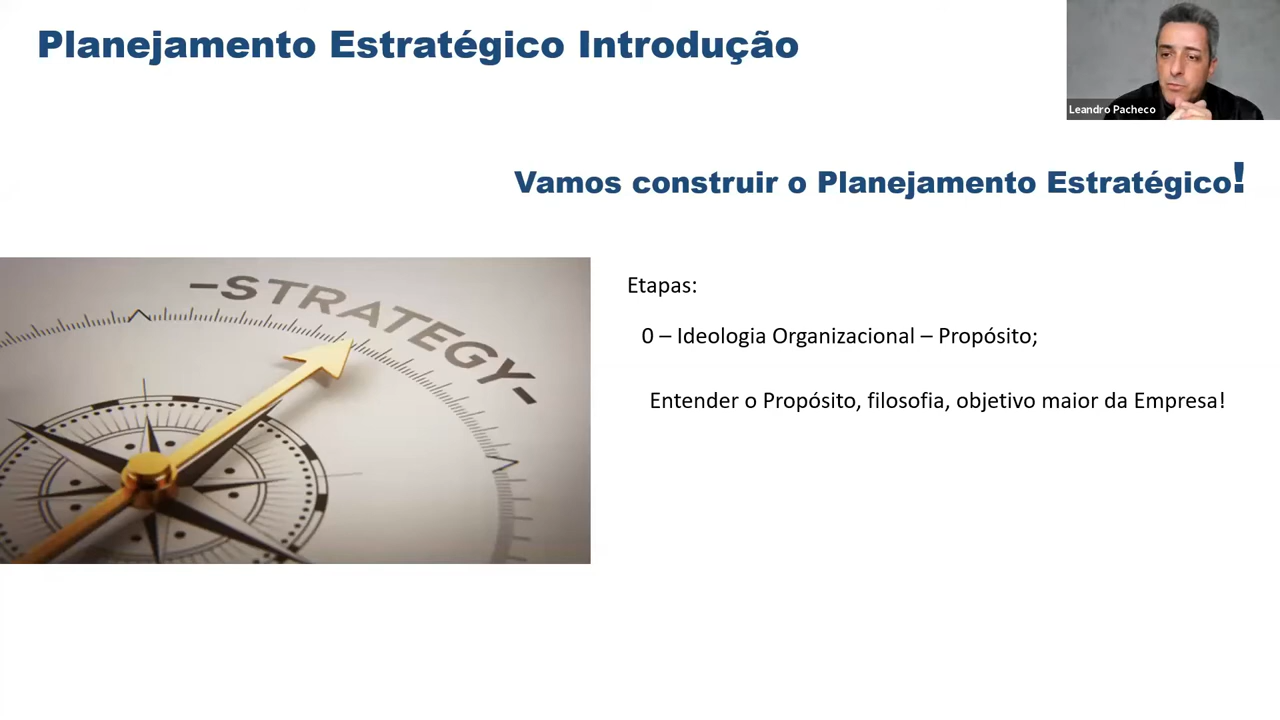 Planejamento Estratégico Introdução
Leandro Pacheco
Vamos construir o Planejamento Estratégico!
-STRATEGY-
Etapas:
0 – Ideologia Organizacional – Propósito;
Entender o Propósito, filosofia, objetivo maior da Empresa!